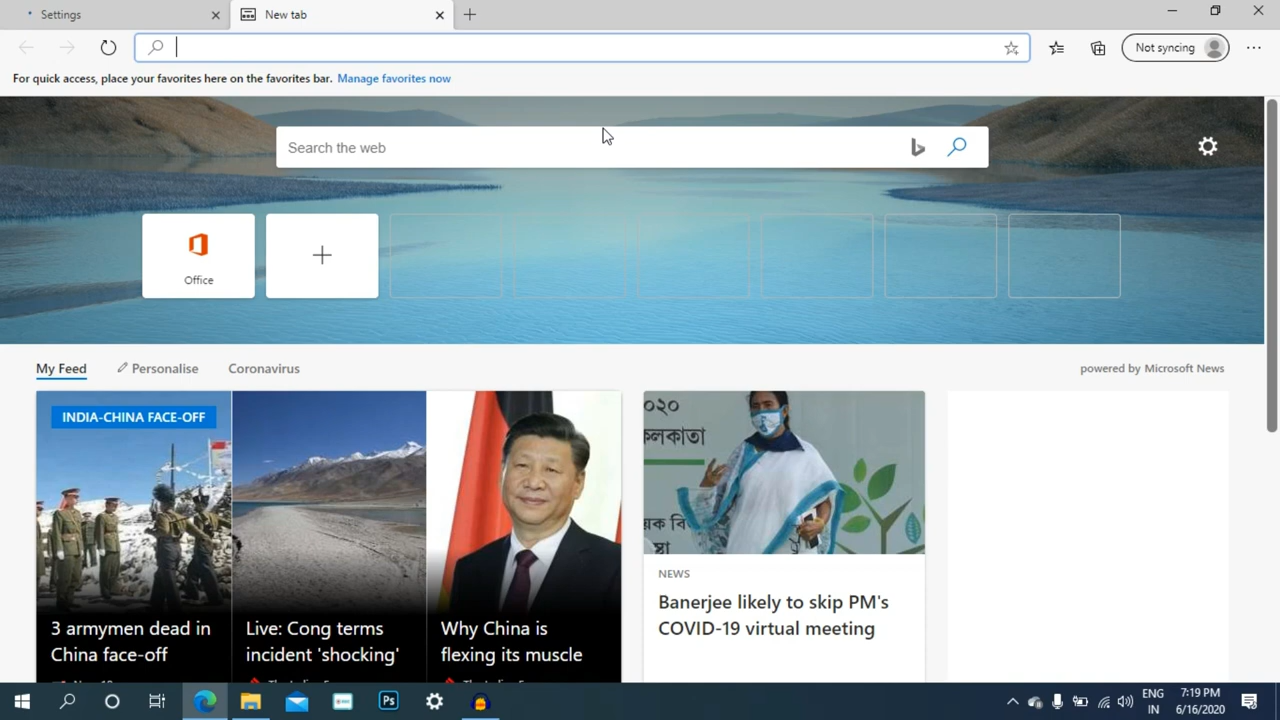 Settings
New tab
Not syncing
For quick access, place your favorites here on the favorites bar. Manage favorites now
Search the web
Office
My Feed
Personalise
Coronavirus
powered by Microsoft News
INDIA-CHINA FACE-OFF
3 armymen dead in
China face-off
Live: Cong terms
incident 'shocking'
Why China is
flexing its muscle
২০২০
কলকাতা
NEWS
Banerjee likely to skip PM's
COVID-19 virtual meeting
Ps
ENG
IN
7:19 PM
6/16/2020